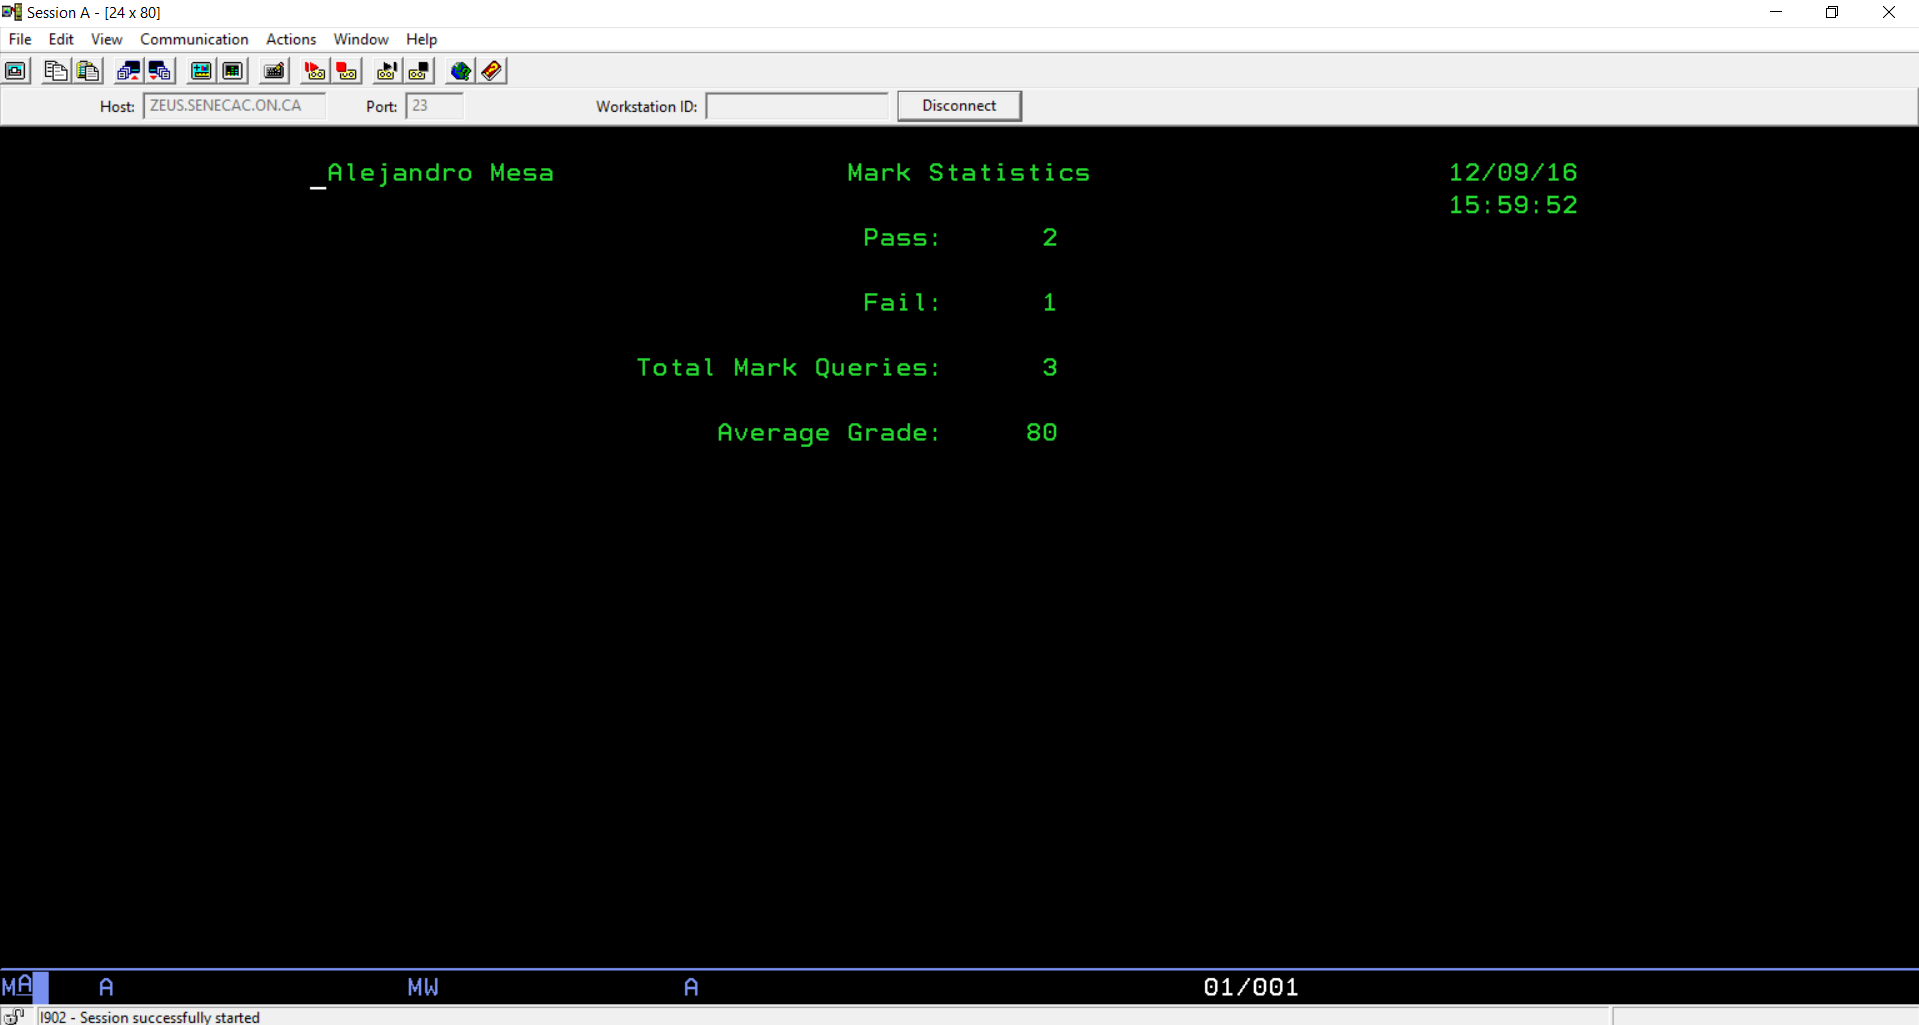 Session A - [24 x 80]
File Edit View Communication Actions Window Help
Host: ZEUS.SENECAC.ON.CA Port: 23 Workstation ID: Disconnect
_Alejandro Mesa Mark Statistics 12/09/16
15:59:52
Pass: 2
Fail: 1
Total Mark Queries: 3
Average Grade: 80
MA A MW A 01/001
I902 - Session successfully started